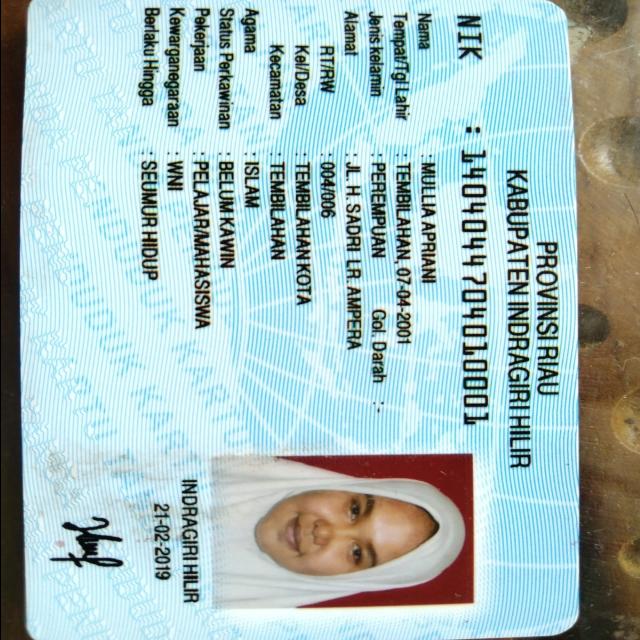 PROVINSI RIAU
KABUPATEN INDRAGIRI HILIR
NIK : 1404044704010001
Nama : MULLIA APRIANI
Tempat/Tgl Lahir : TEMBILAHAN, 07-04-2001
Jenis kelamin : PEREMPUAN Gol. Darah :-
Alamat : JL. H. SADRI LR. AMPERA
RT/RW : 004/006
Kel/Desa : TEMBILAHAN KOTA
Kecamatan : TEMBILAHAN
Agama : ISLAM
Status Perkawinan : BELUM KAWIN
Pekerjaan : PELAJAR/MAHASISWA
Kewarganegaraan : WNI
Berlaku Hingga : SEUMUR HIDUP
INDRAGIRI HILIR
21-02-2019